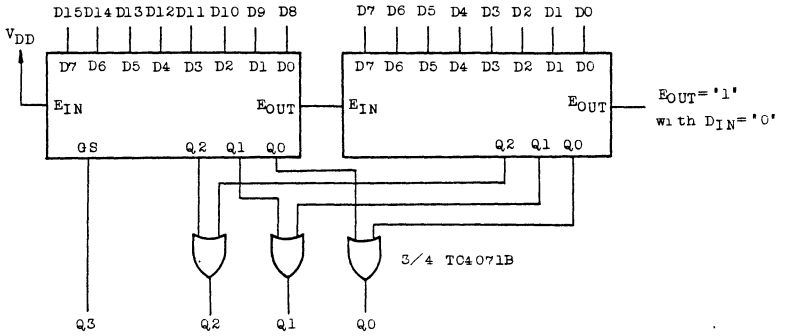 D15 D14 D13 D12 D11 D10 D9 D8 D7 D6 D5 D4 D3 D2 D1 D0
VDD
D7 D6 D5 D4 D3 D2 D1 D0 D7 D6 D5 D4 D3 D2 D1 D0
EIN EOUT EIN EOUT EOUT="1"
with DIN="0"
GS Q2 Q1 Q0 Q2 Q1 Q0
3/4 TC4071B
Q3 Q2 Q1 Q0